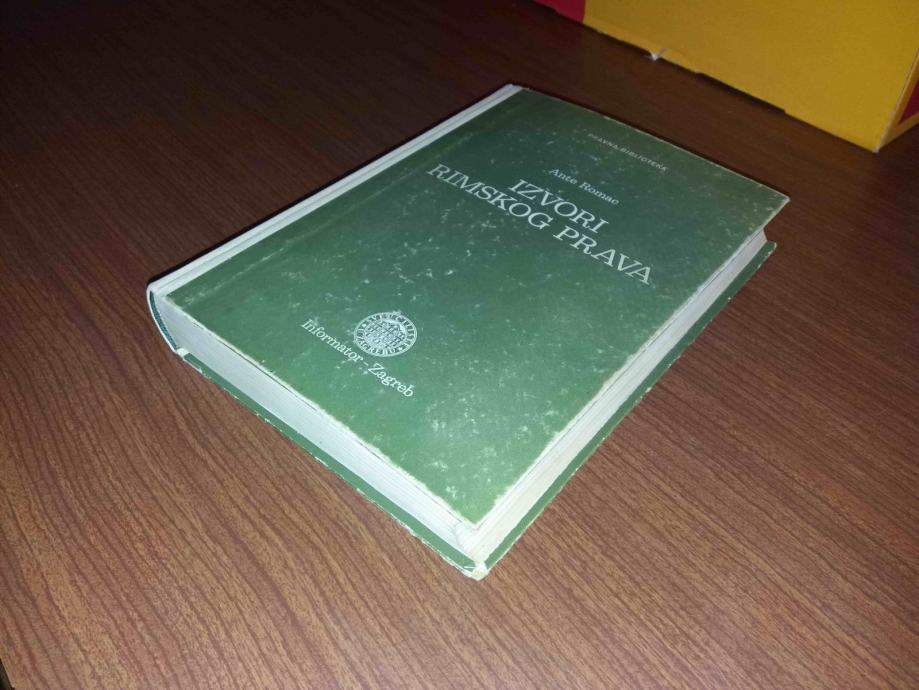 PRAVNA BIBLIOTEKA
Ante Romac
IZVORI
RIMSKOG PRAVA
Informator - Zagreb